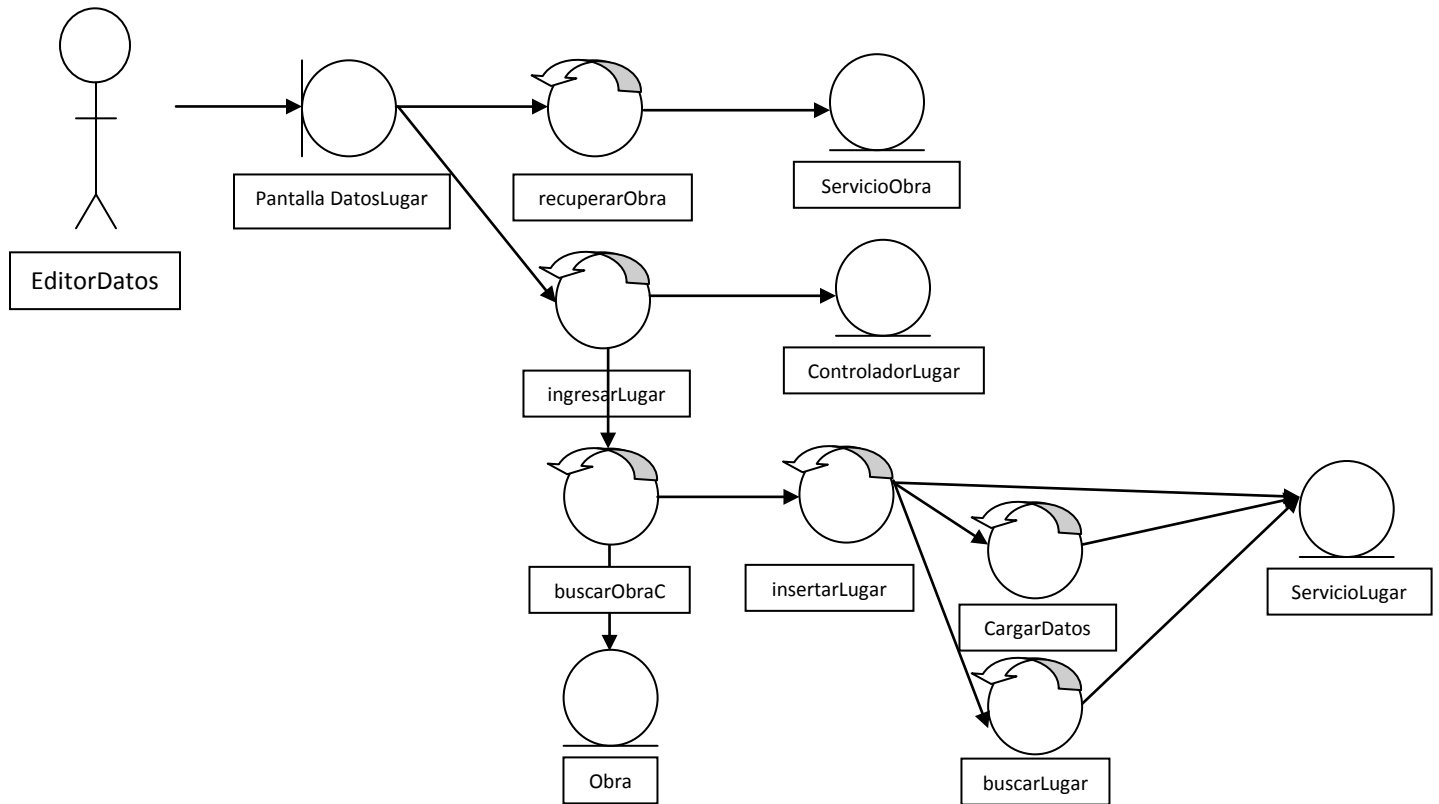 EditorDatos
Pantalla DatosLugar
recuperarObra
ServicioObra
ingresarLugar
ControladorLugar
buscarObraC
insertarLugar
CargarDatos
ServicioLugar
Obra
buscarLugar